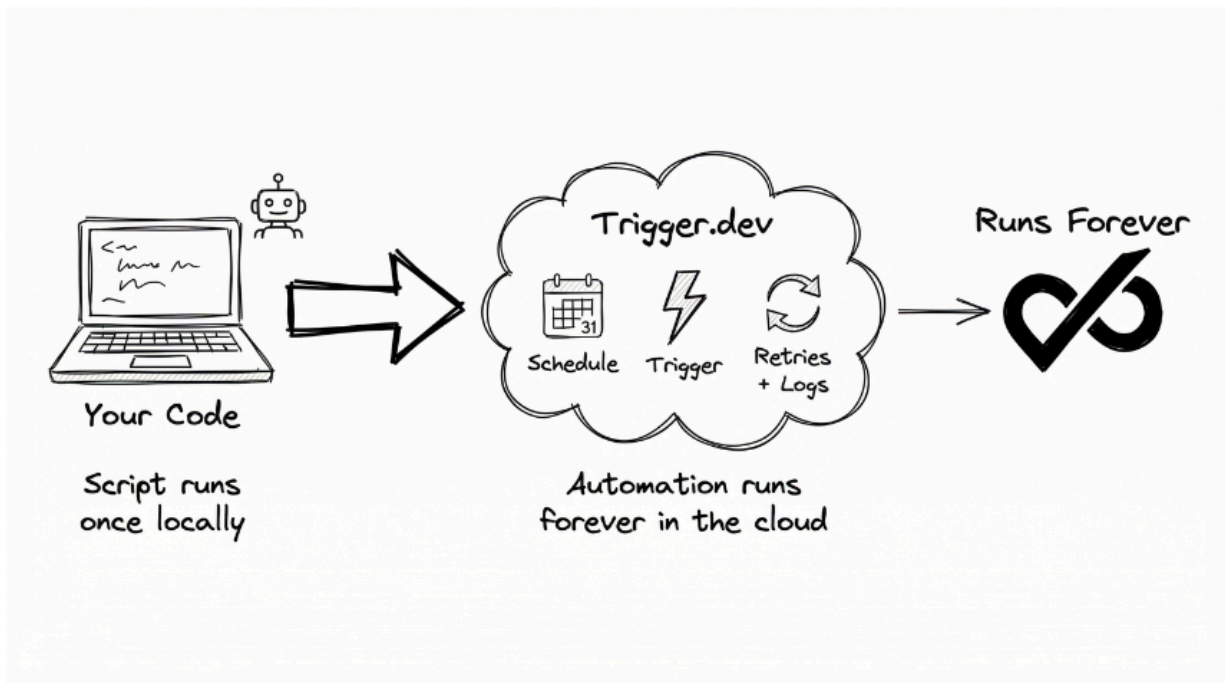 Your Code
Script runs
once locally
Trigger.dev
31
Schedule
Trigger
Retries
+ Logs
Automation runs
forever in the cloud
Runs Forever